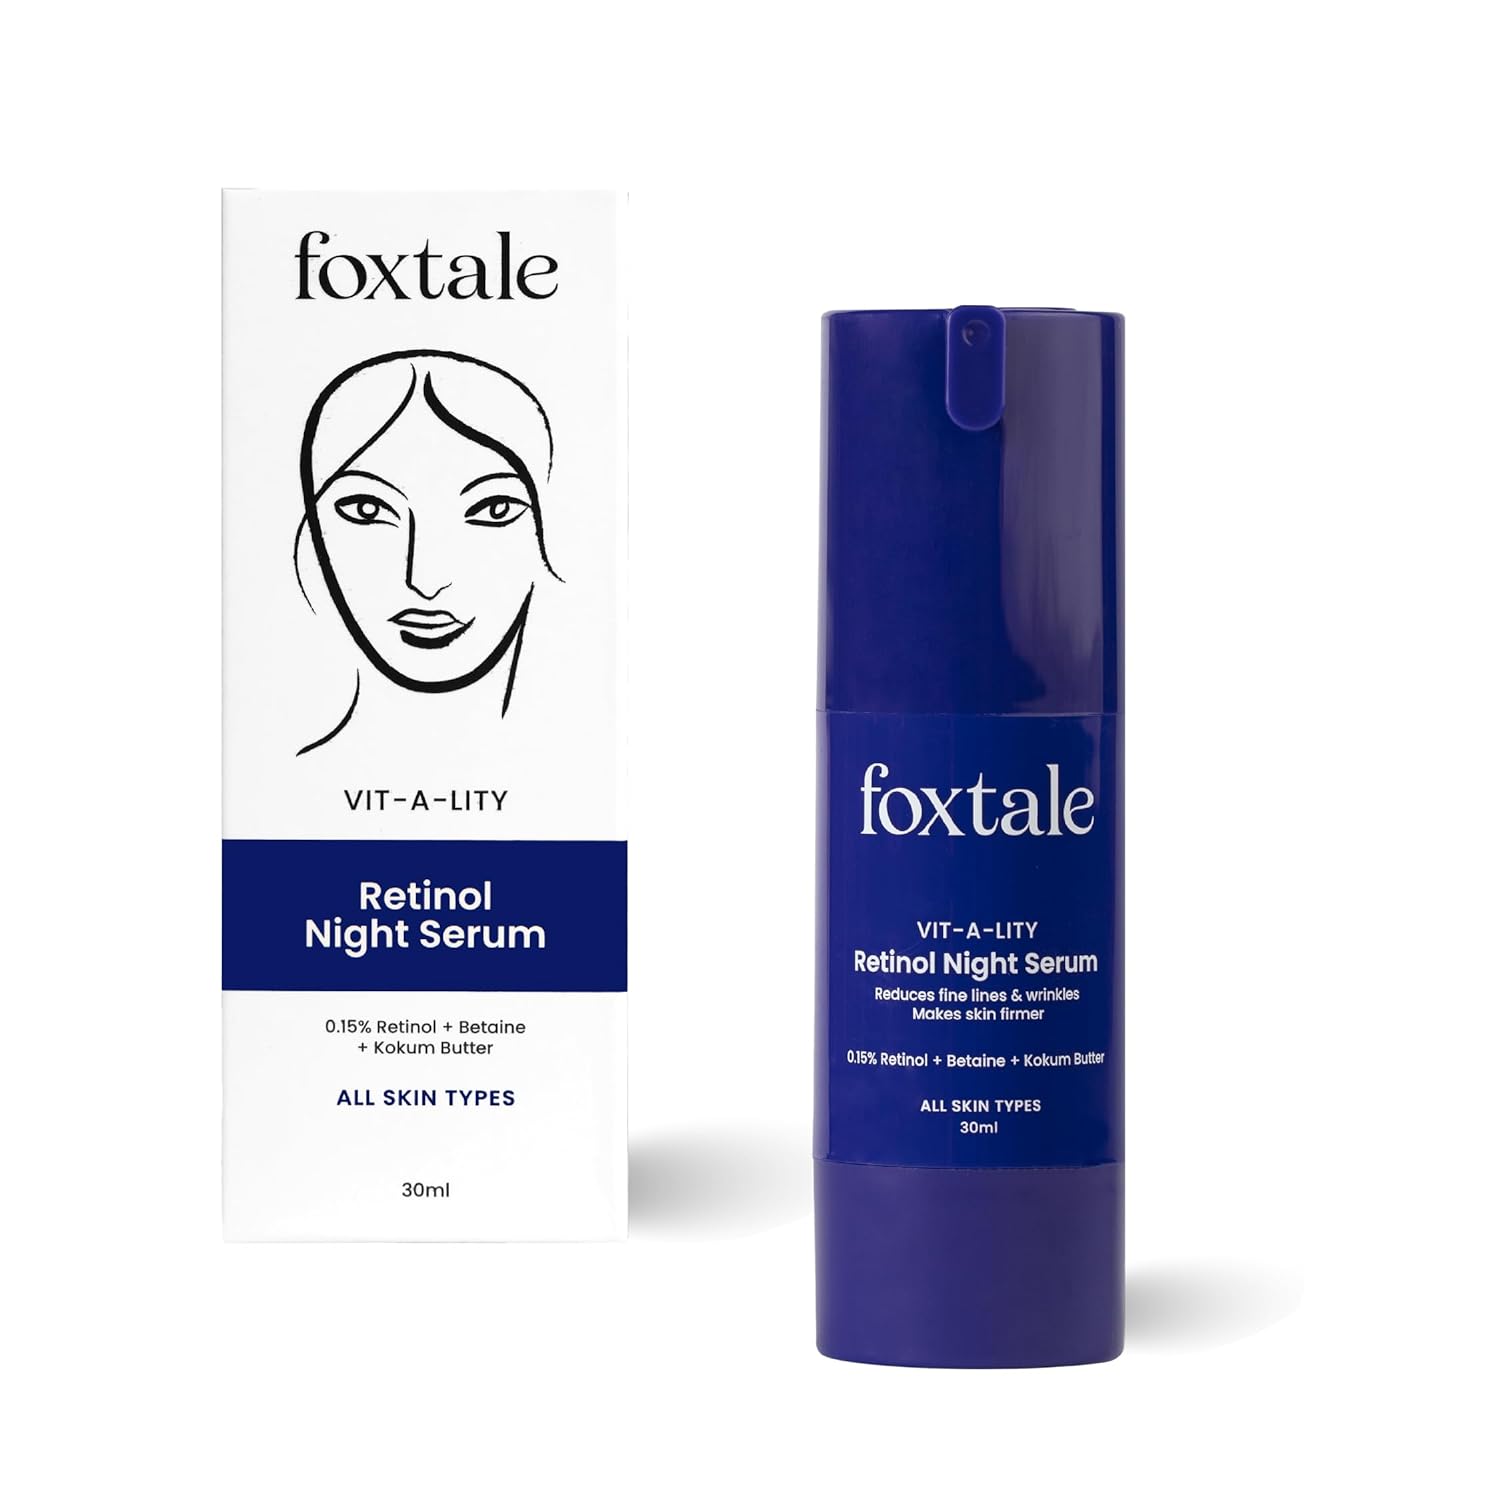 foxtale
VIT-A-LITY
Retinol
Night Serum
0.15% Retinol + Betaine
+ Kokum Butter
ALL SKIN TYPES
30ml
foxtale
VIT-A-LITY
Retinol Night Serum
Reduces fine lines & wrinkles
Makes skin firmer
0.15% Retinol + Betaine + Kokum Butter
ALL SKIN TYPES
30ml